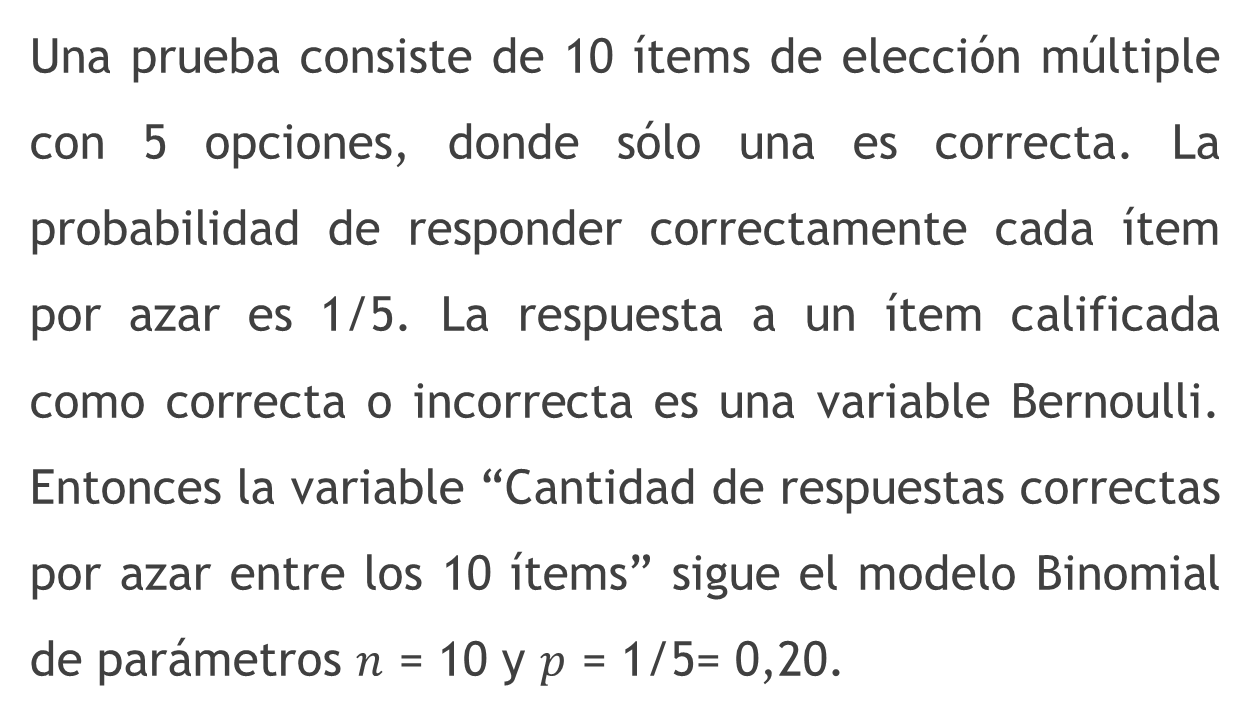 Una prueba consiste de 10 ítems de elección múltiple
con 5 opciones, donde sólo una es correcta. La
probabilidad de responder correctamente cada ítem
por azar es 1/5. La respuesta a un ítem calificada
como correcta o incorrecta es una variable Bernoulli.
Entonces la variable “Cantidad de respuestas correctas
por azar entre los 10 ítems” sigue el modelo Binomial
de parámetros 𝑛 = 10 y 𝑝 = 1/5= 0,20.